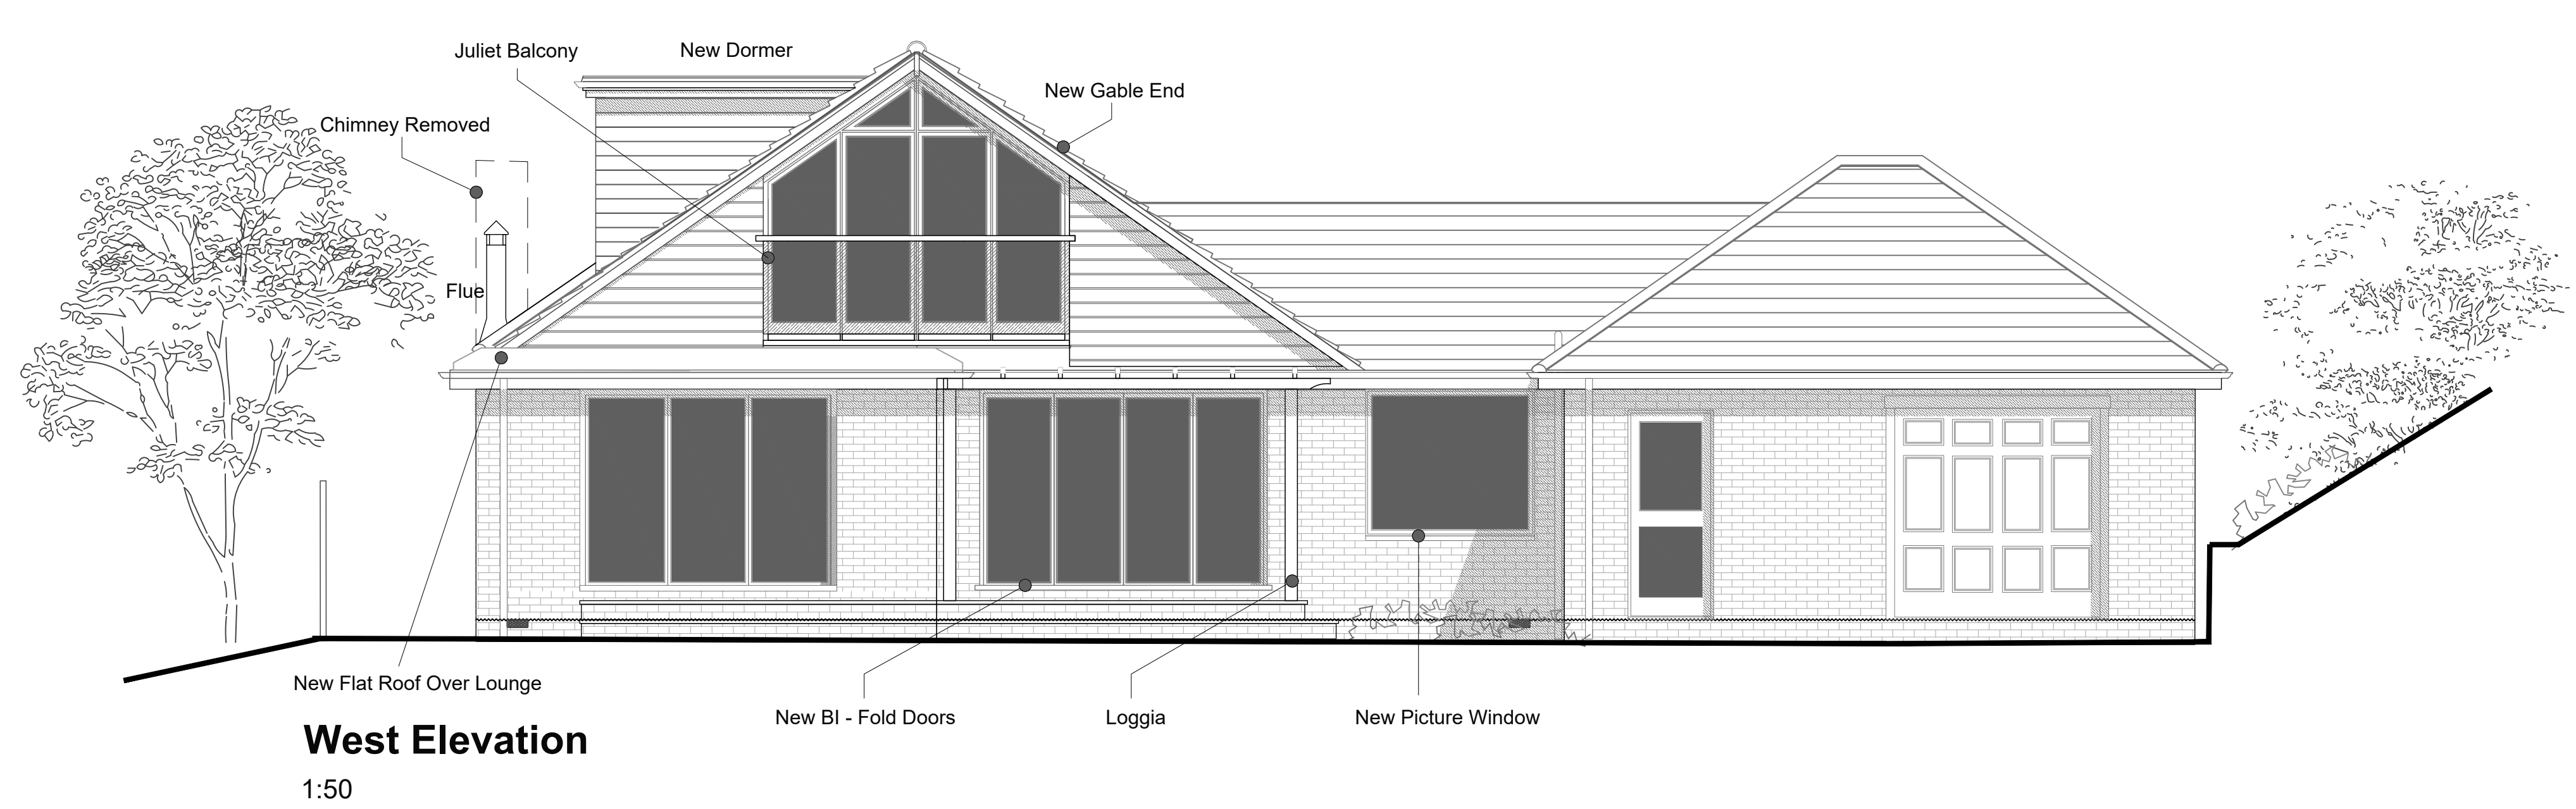 Juliet Balcony
New Dormer
New Gable End
Chimney Removed
Flue
New Flat Roof Over Lounge
New BI - Fold Doors
Loggia
New Picture Window
West Elevation
1:50